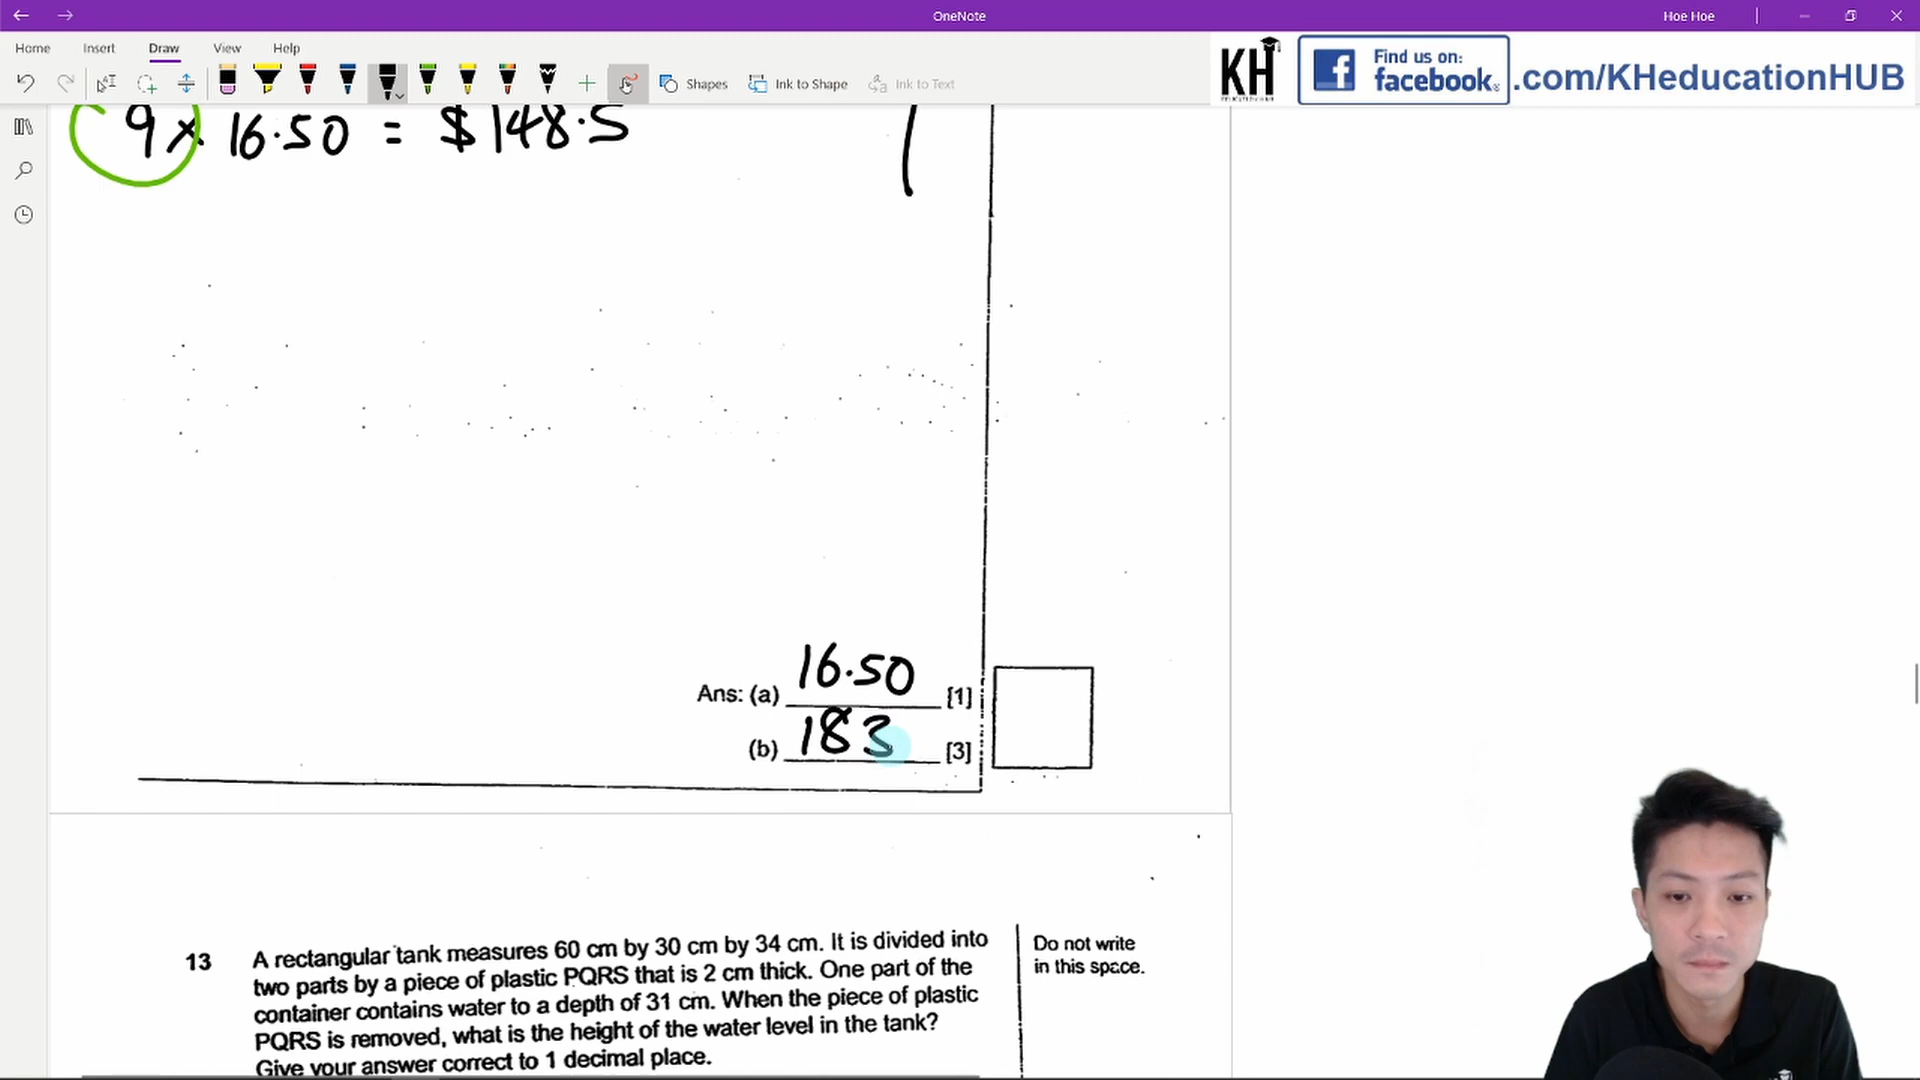 OneNote
Hoe Hoe
Home Insert Draw View Help
Shapes
Ink to Shape
Ink to Text
KH
EDUCATION HUB
Find us on:
facebook
.com/KHeducationHUB
9 x 16.50 = $148.5
Ans: (a) 16.50 [1]
(b) 183 [3]
13 A rectangular tank measures 60 cm by 30 cm by 34 cm. It is divided into
two parts by a piece of plastic PQRS that is 2 cm thick. One part of the
container contains water to a depth of 31 cm. When the piece of plastic
PQRS is removed, what is the height of the water level in the tank?
Give your answer correct to 1 decimal place.
Do not write
in this space.